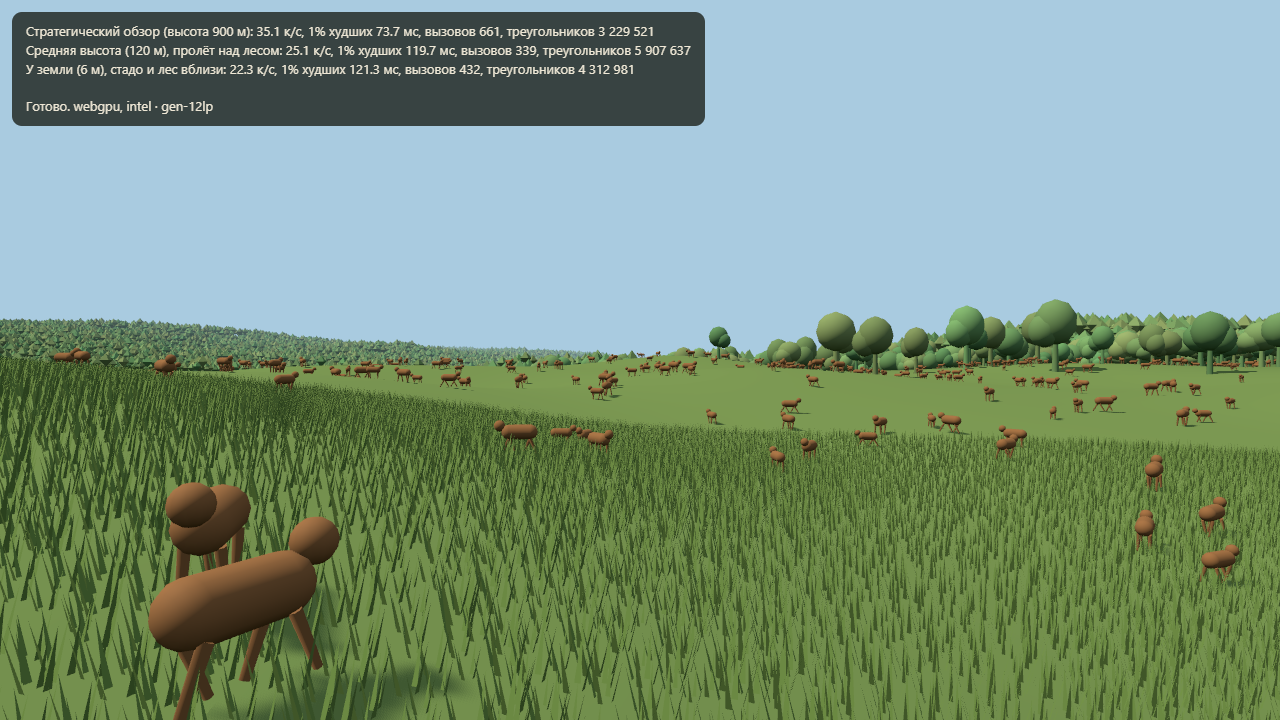 Стратегический обзор (высота 900 м): 35.1 к/с, 1% худших 73.7 мс, вызовов 661, треугольников 3 229 521
Средняя высота (120 м), пролёт над лесом: 25.1 к/с, 1% худших 119.7 мс, вызовов 339, треугольников 5 907 637
У земли (6 м), стадо и лес вблизи: 22.3 к/с, 1% худших 121.3 мс, вызовов 432, треугольников 4 312 981
Готово. webgpu, intel · gen-12lp